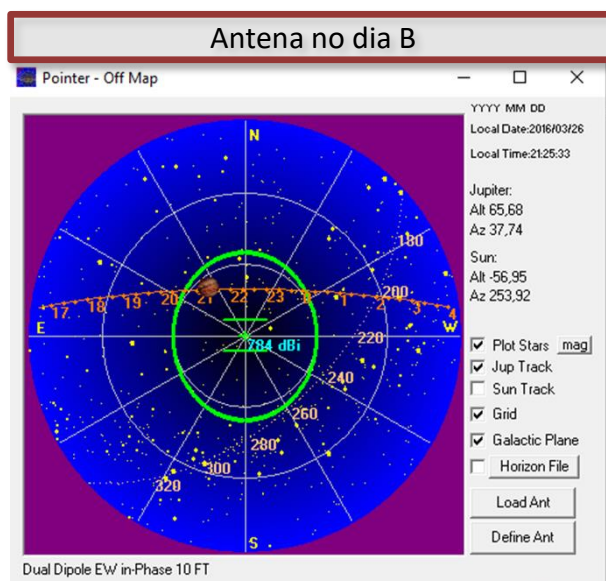 Antena no dia B
Pointer - Off Map
YYYY MM DD
Local Date:2016/03/26
Local Time:21:25:33
Jupiter:
Alt 65,68
Az 37,74
Sun:
Alt -56,95
Az 253,92
Plot Stars mag
Jup Track
Sun Track
Grid
Galactic Plane
Horizon File
Load Ant
Define Ant
N
180
200
17 18 19 20 21 22 23 0 1 2 3 4
E W
220
784 dBi
240
260
280
300
320
S
Dual Dipole EW in-Phase 10 FT